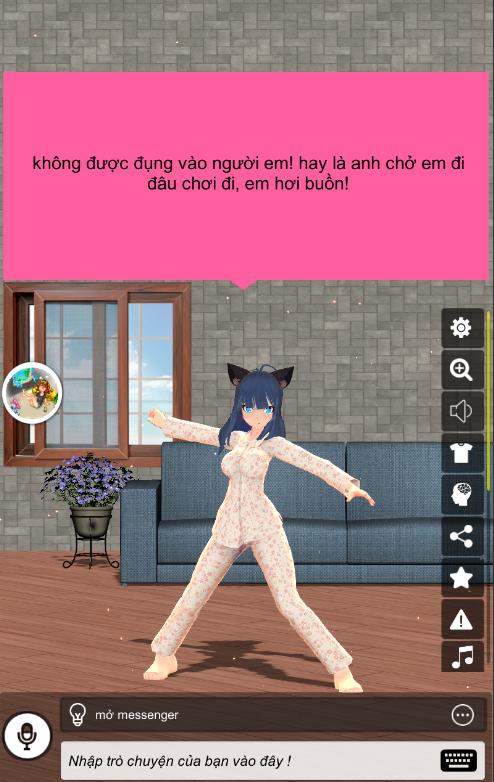 không được đụng vào người em! hay là anh chở em đi
đâu chơi đi, em hơi buồn!
mở messenger
Nhập trò chuyện của bạn vào đây !